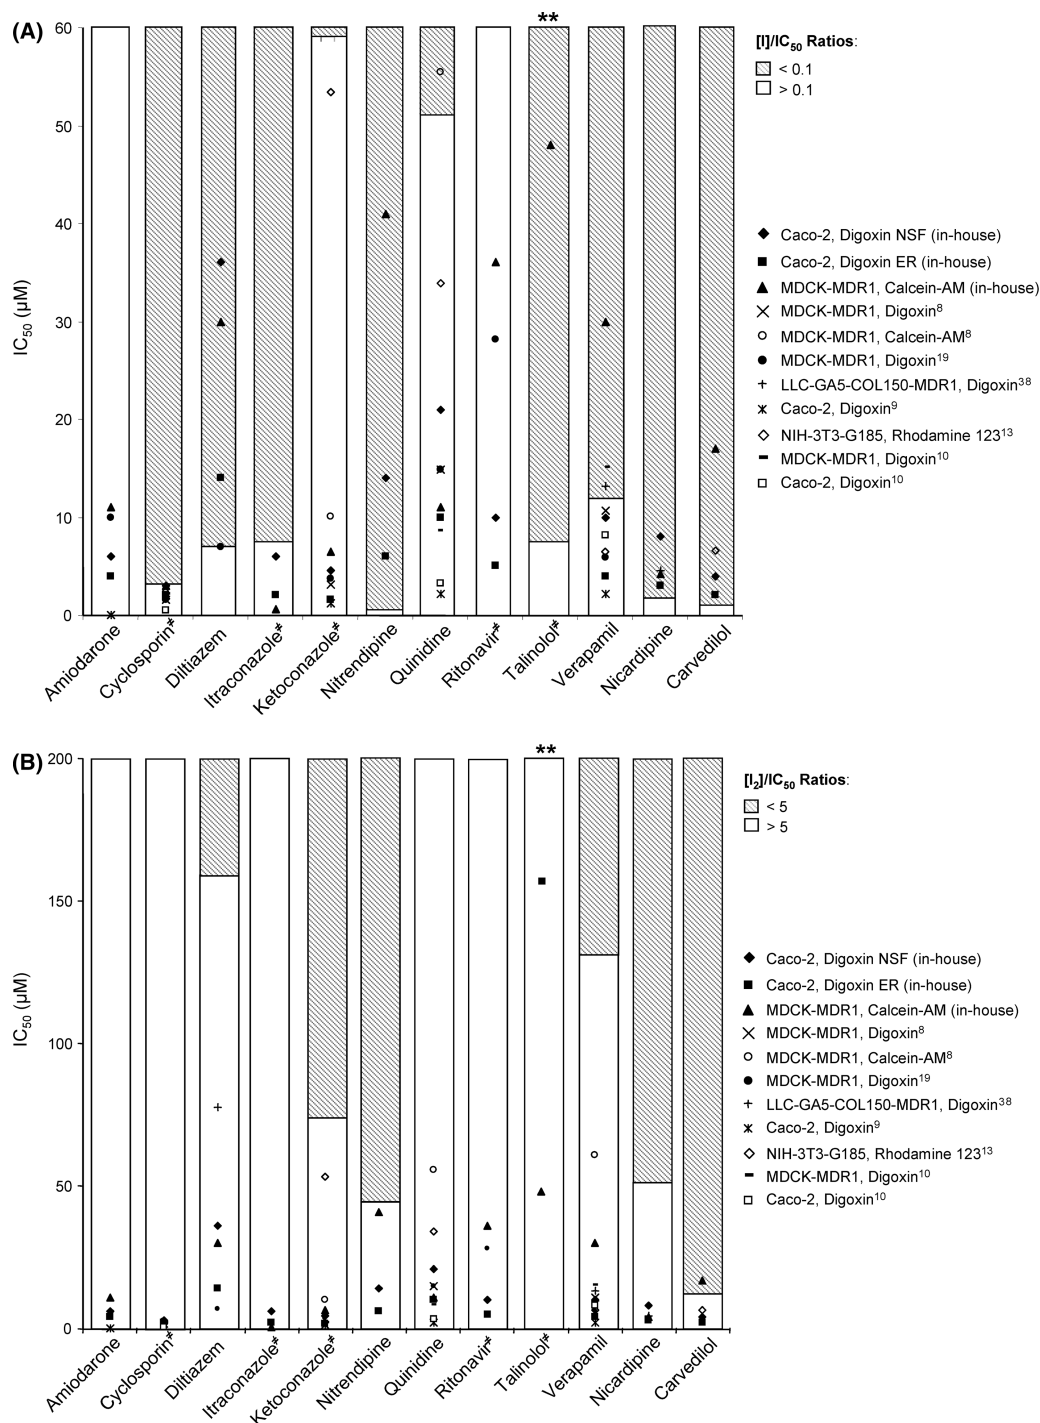 (A)
**
60
50
40
30
20
10
0
IC50 (µM)
[I]/IC50 Ratios:
< 0.1
> 0.1
Caco-2, Digoxin NSF (in-house)
Caco-2, Digoxin ER (in-house)
MDCK-MDR1, Calcein-AM (in-house)
MDCK-MDR1, Digoxin8
MDCK-MDR1, Calcein-AM8
MDCK-MDR1, Digoxin19
LLC-GA5-COL150-MDR1, Digoxin38
Caco-2, Digoxin9
NIH-3T3-G185, Rhodamine 12313
MDCK-MDR1, Digoxin10
Caco-2, Digoxin10
Amiodarone
Cyclosporin≠
Diltiazem
Itraconazole≠
Ketoconazole≠
Nitrendipine
Quinidine
Ritonavir≠
Talinolol≠
Verapamil
Nicardipine
Carvedilol
(B)
**
200
150
100
50
0
IC50 (µM)
[I2]/IC50 Ratios:
< 5
> 5
Caco-2, Digoxin NSF (in-house)
Caco-2, Digoxin ER (in-house)
MDCK-MDR1, Calcein-AM (in-house)
MDCK-MDR1, Digoxin8
MDCK-MDR1, Calcein-AM8
MDCK-MDR1, Digoxin19
LLC-GA5-COL150-MDR1, Digoxin38
Caco-2, Digoxin9
NIH-3T3-G185, Rhodamine 12313
MDCK-MDR1, Digoxin10
Caco-2, Digoxin10
Amiodarone
Cyclosporin≠
Diltiazem
Itraconazole≠
Ketoconazole≠
Nitrendipine
Quinidine
Ritonavir≠
Talinolol≠
Verapamil
Nicardipine
Carvedilol